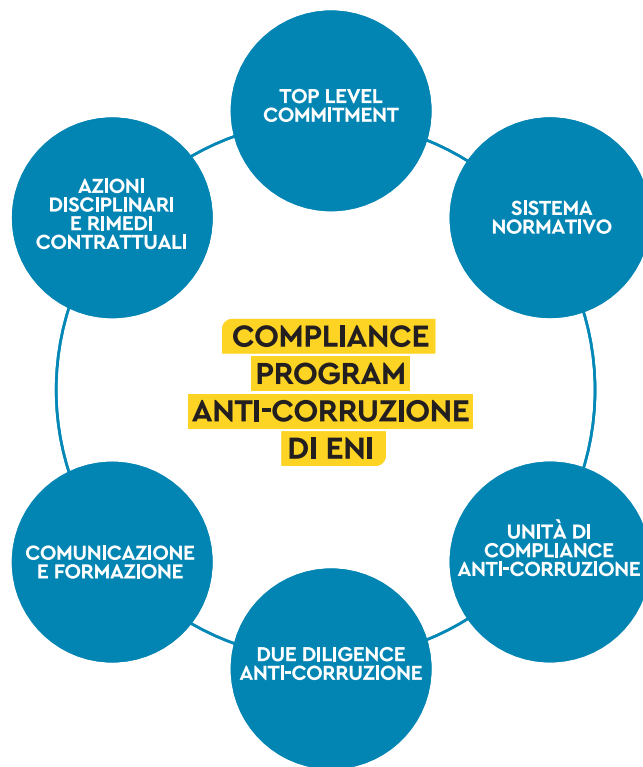 TOP LEVEL
COMMITMENT
SISTEMA
NORMATIVO
UNITÀ DI
COMPLIANCE
ANTI-CORRUZIONE
DUE DILIGENCE
ANTI-CORRUZIONE
COMUNICAZIONE
E FORMAZIONE
AZIONI
DISCIPLINARI
E RIMEDI
CONTRATTUALI
COMPLIANCE
PROGRAM
ANTI-CORRUZIONE
DI ENI